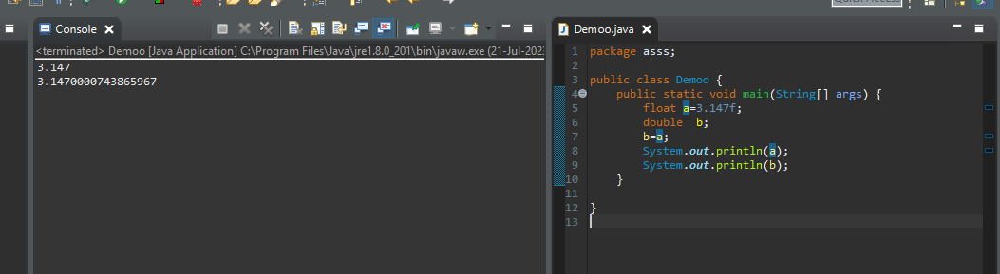 Quick Access
Console
<terminated> Demoo [Java Application] C:\Program Files\Java\jre1.8.0_201\bin\javaw.exe (21-Jul-202
3.147
3.1470000743865967
Demoo.java
1 package asss;
2
3 public class Demoo {
4 public static void main(String[] args) {
5 float a=3.147f;
6 double b;
7 b=a;
8 System.out.println(a);
9 System.out.println(b);
10 }
11
12 }
13